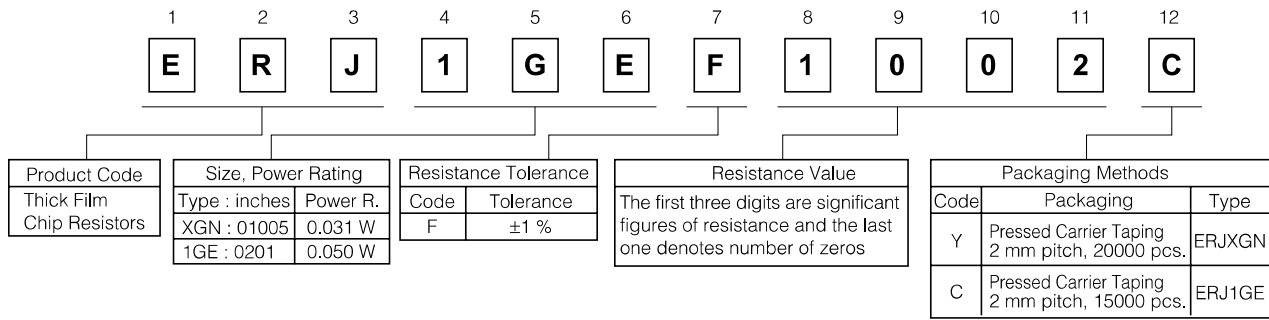 1 2 3 4 5 6 7 8 9 10 11 12
E R J 1 G E F 1 0 0 2 C
Product Code
Thick Film
Chip Resistors
Size, Power Rating
Type : inches Power R.
XGN : 01005 0.031 W
1GE : 0201 0.050 W
Resistance Tolerance
Code Tolerance
F ±1 %
Resistance Value
The first three digits are significant
figures of resistance and the last
one denotes number of zeros
Packaging Methods
Code Packaging Type
Y Pressed Carrier Taping
2 mm pitch, 20000 pcs. ERJXGN
C Pressed Carrier Taping
2 mm pitch, 15000 pcs. ERJ1GE